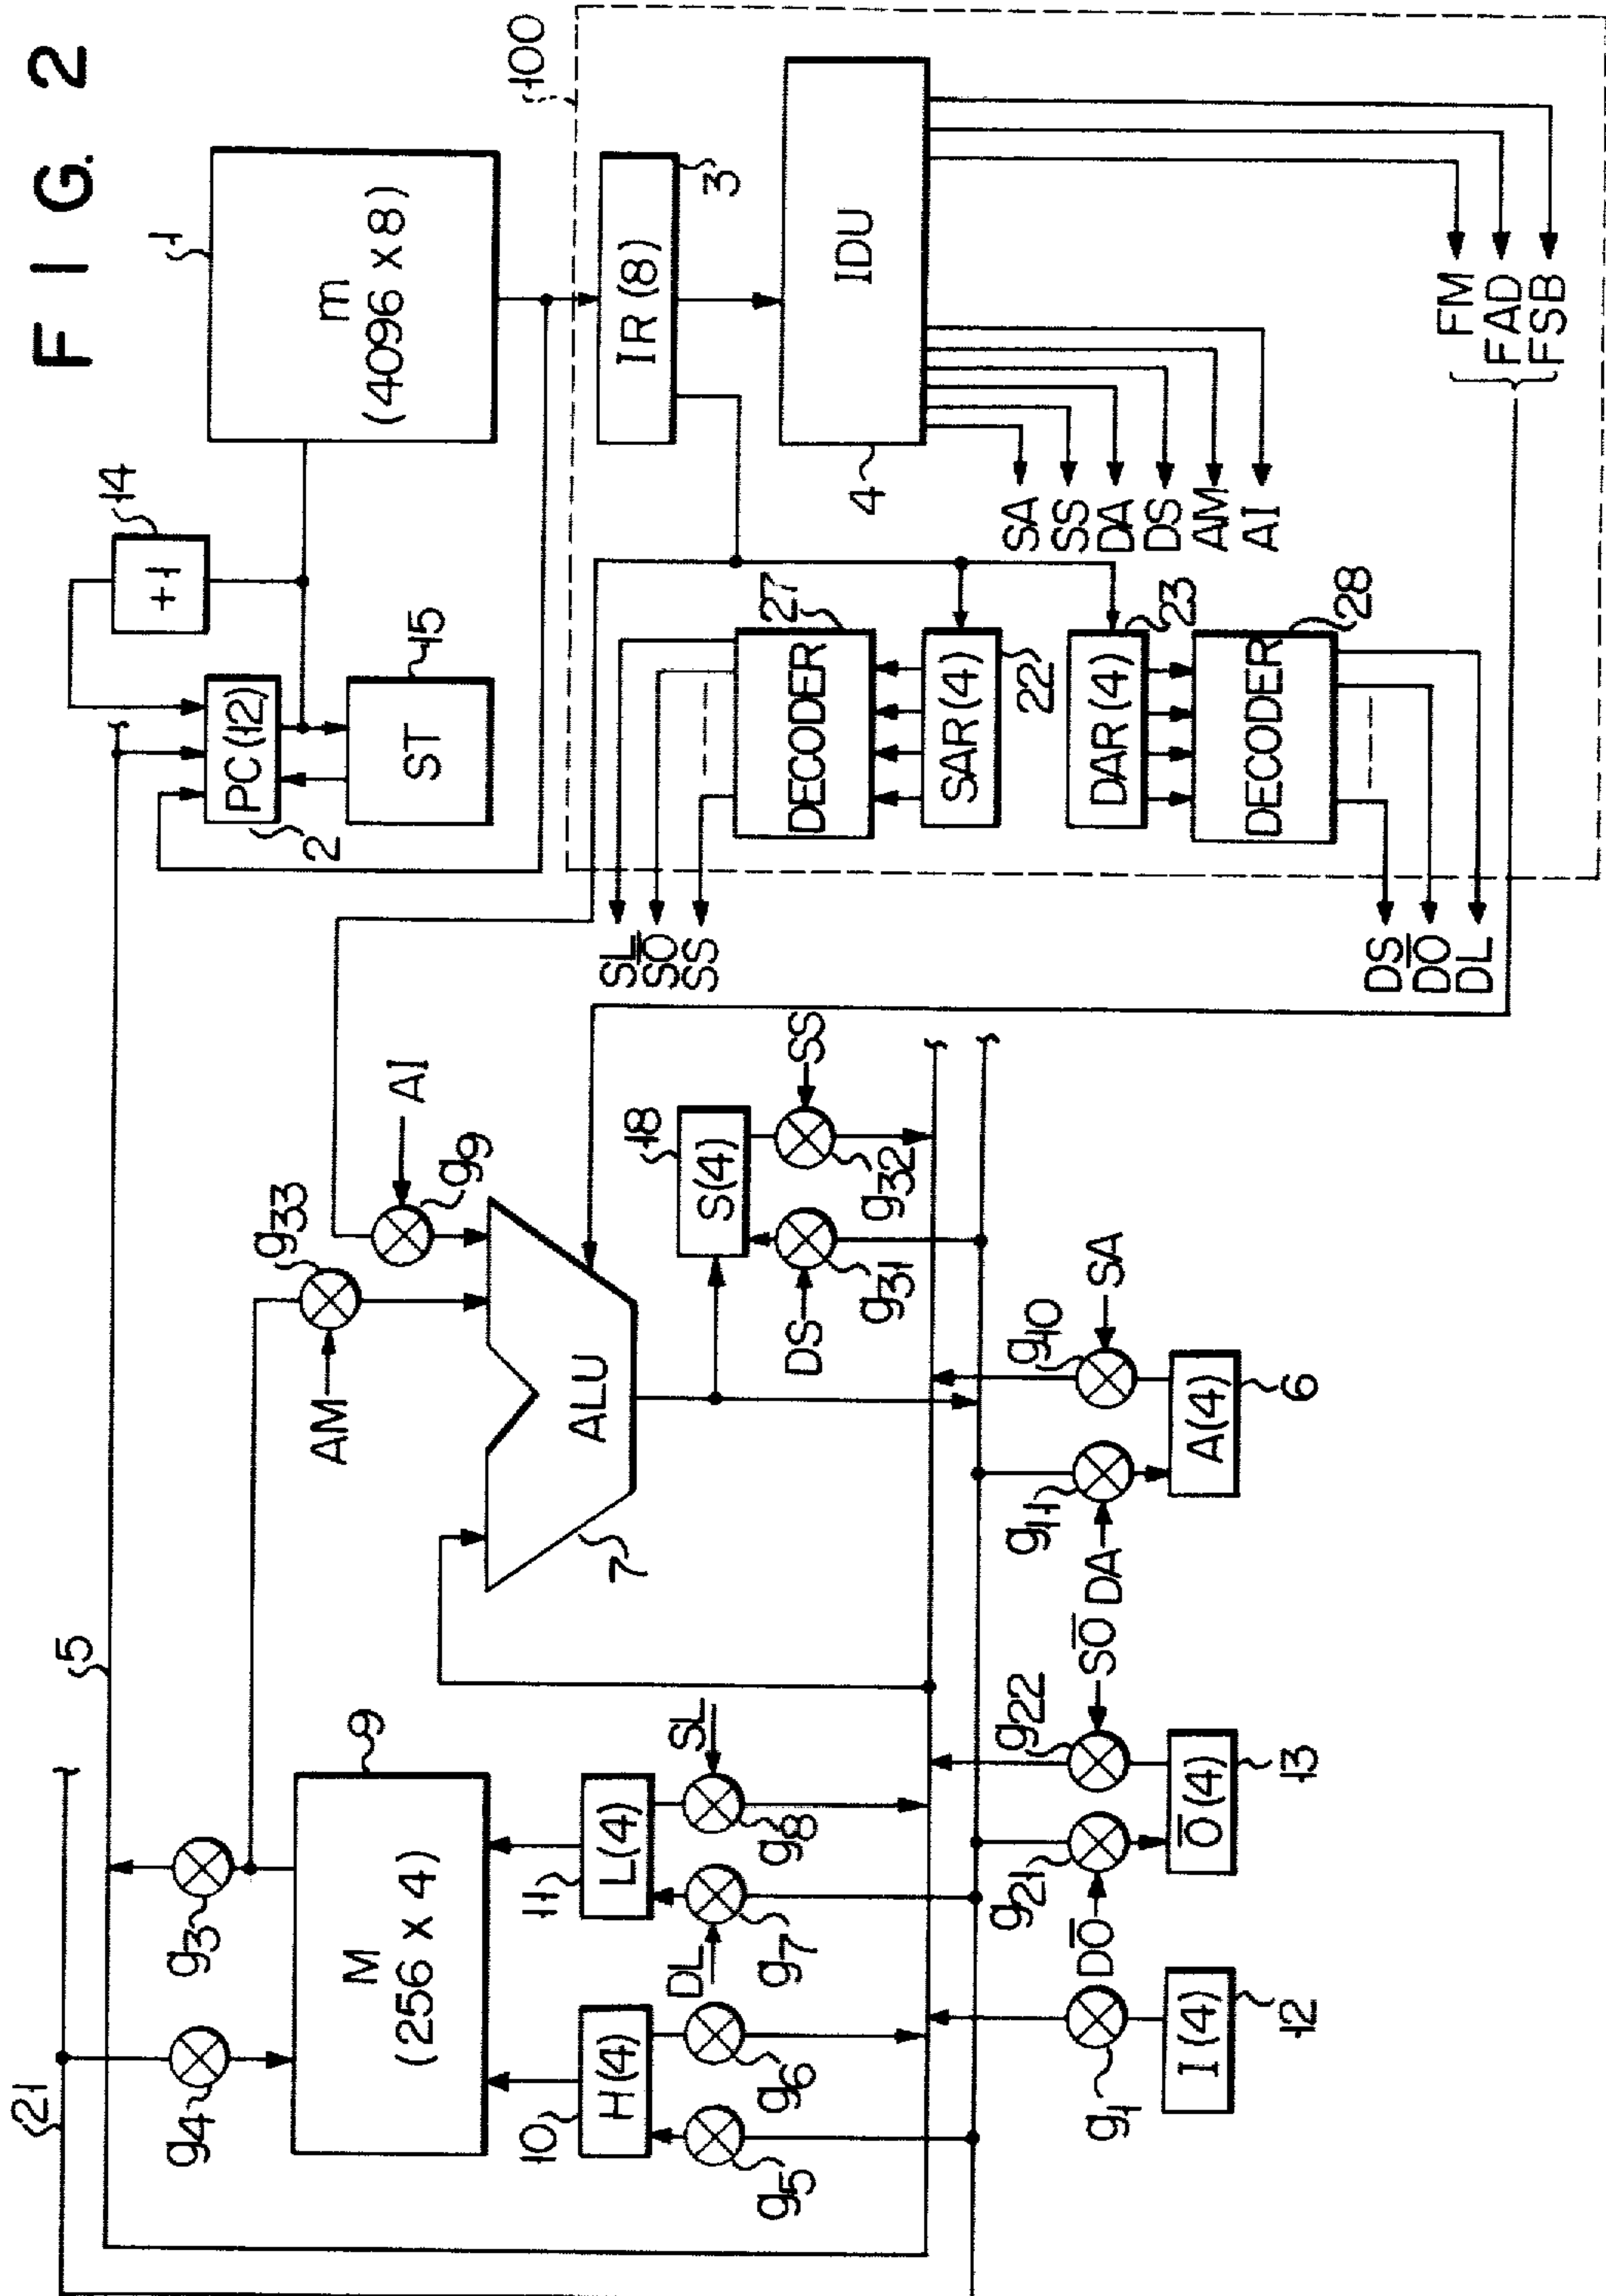 FIG. 2
21
5
g4
g3
M
(256 x 4)
9
10
H(4)
11
L(4)
g5
g6
DL
g7
g8
SL
AM
g33
AI
g9
ALU
7
18
S(4)
DS
g31
g32
SS
g1
I(4)
12
DŌ
g21
g22
SŌ
Ō(4)
13
DA
g11
g10
SA
A(4)
6
14
+1
1
m
(4096 x 8)
PC(12)
2
ST
15
100
IR(8)
3
IDU
4
SA
SS
DA
DS
AM
AI
FM
FAD
FSB
27
DECODER
SAR(4)
22
DAR(4)
23
DECODER
28
SL
SŌ
SS
DS
DŌ
DL